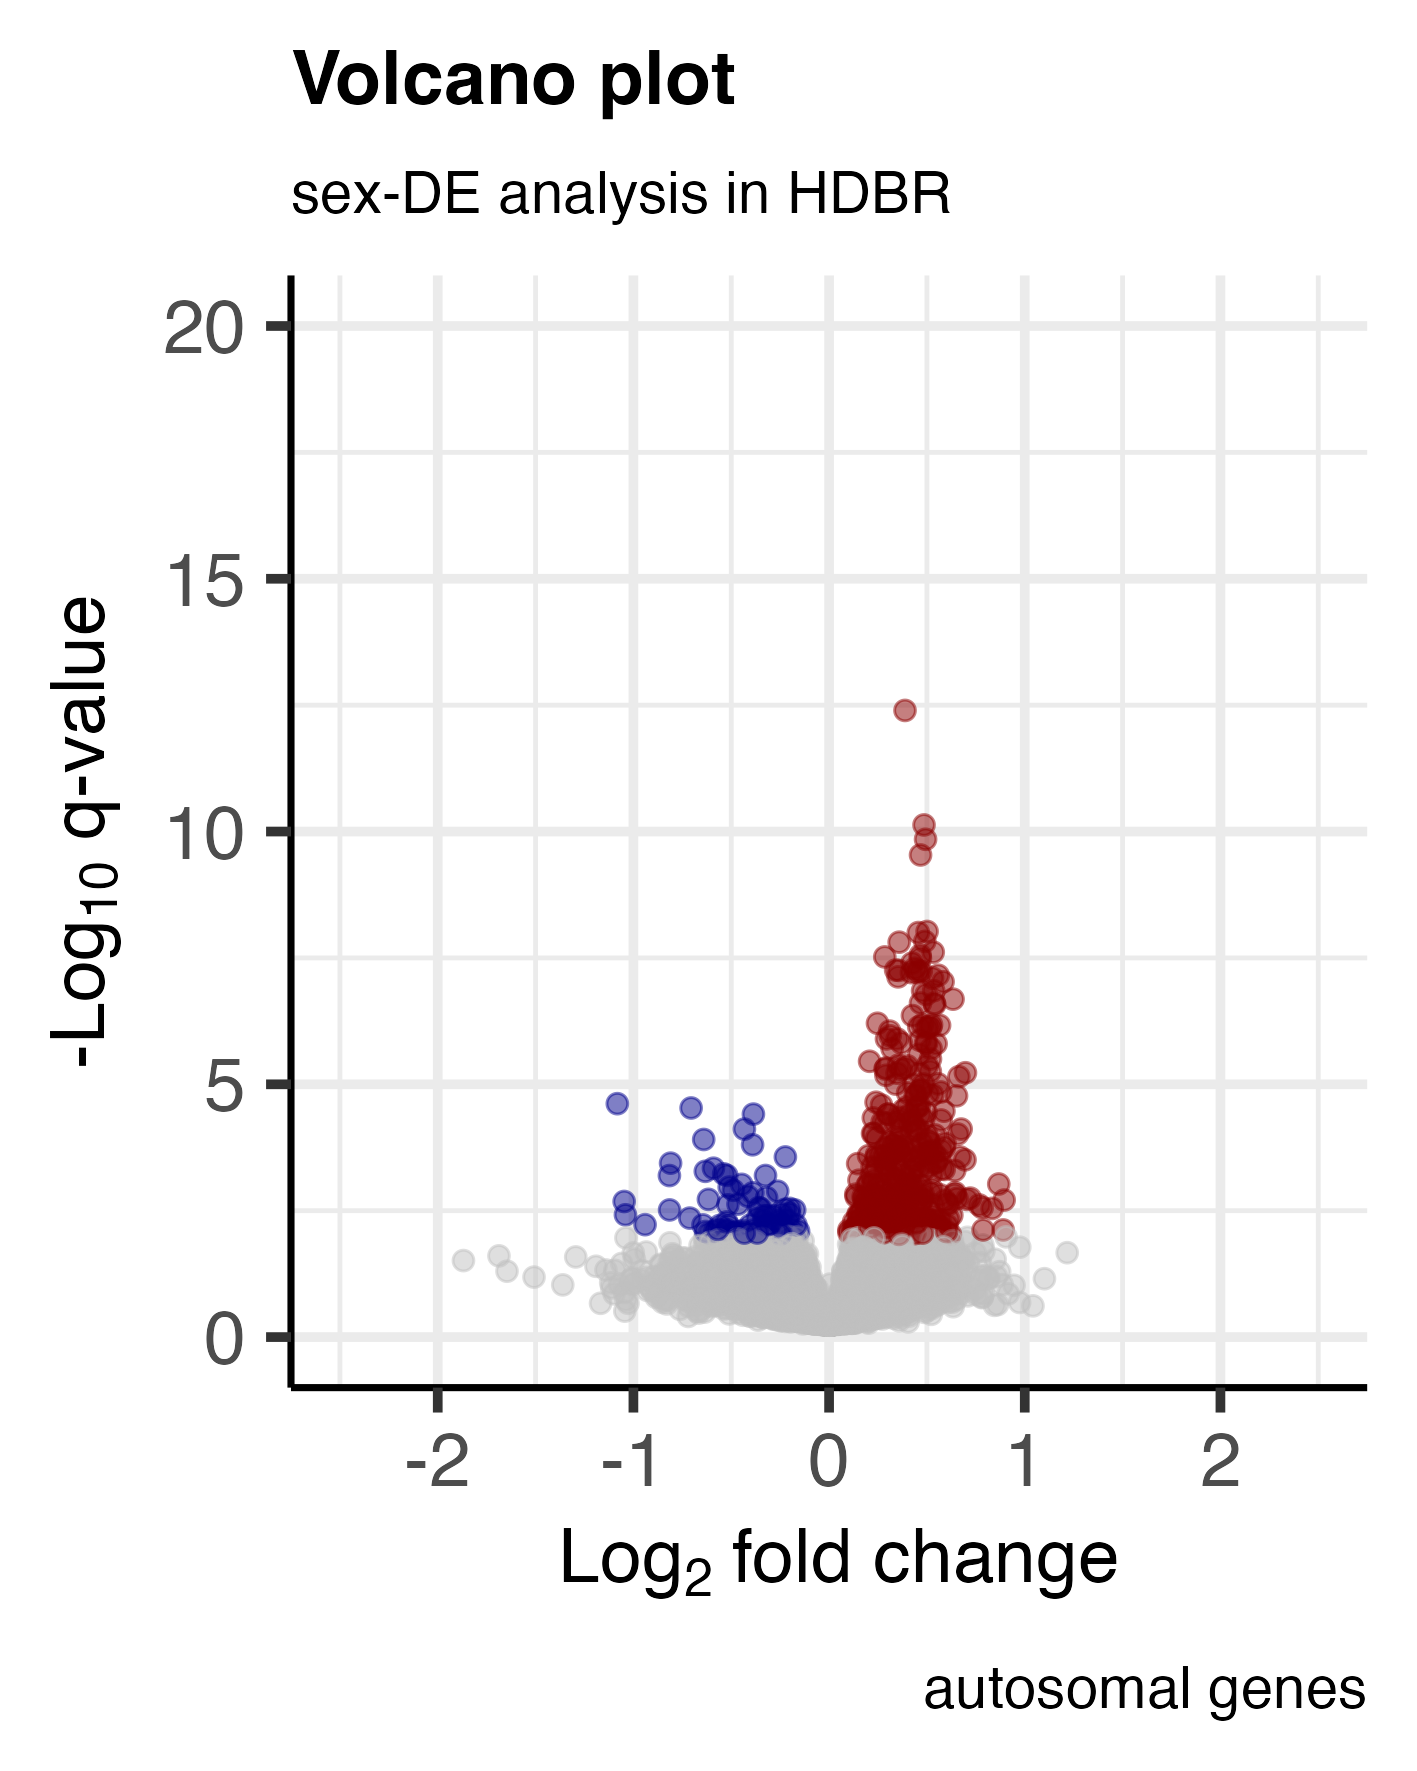 Volcano plot
sex-DE analysis in HDBR
20
15
10
5
0
-Log₁₀ q-value
-2 -1 0 1 2
Log₂ fold change
autosomal genes